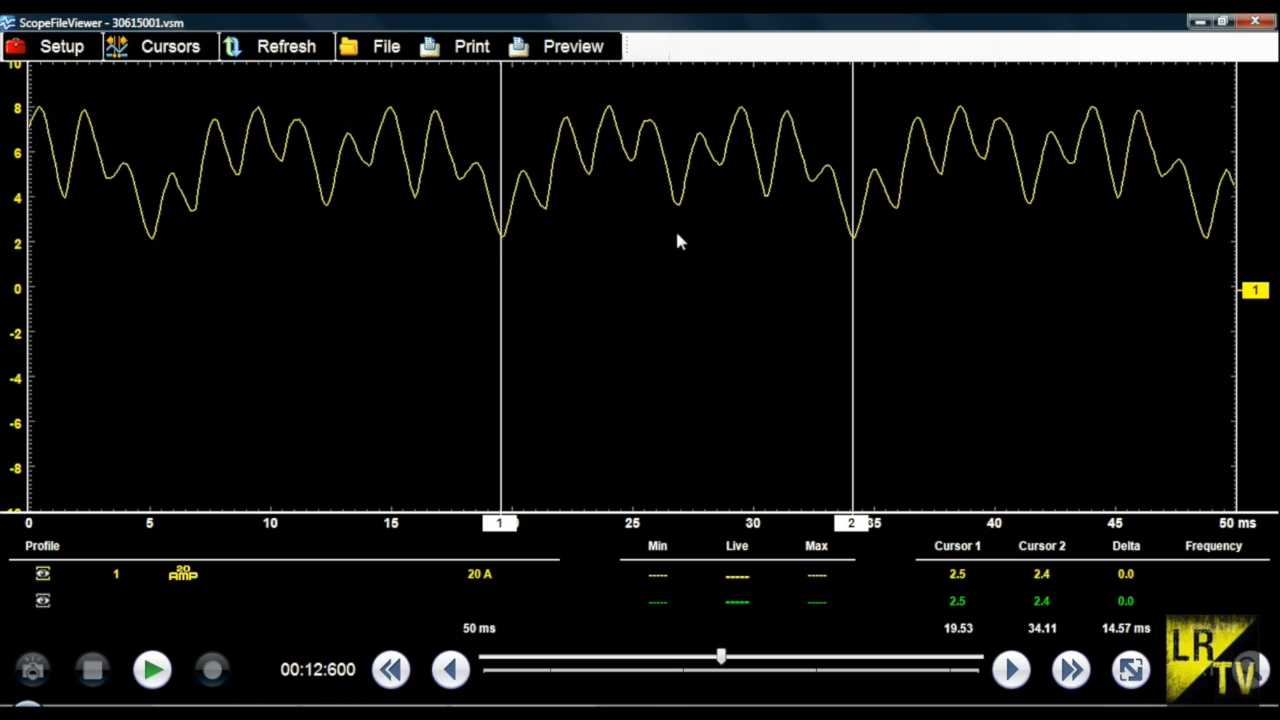 ScopeFileViewer - 30615001.vsm
Setup Cursors Refresh File Print Preview
10
8
6
4
2
0
1
-2
-4
-6
-8
0 5 10 15 1 25 30 2 35 40 45 50 ms
Profile Min Live Max Cursor 1 Cursor 2 Delta Frequency
1 20 AMP 20 A ----- ----- ----- 2.5 2.4 0.0
----- ----- ----- 2.5 2.4 0.0
50 ms 19.53 34.11 14.57 ms
00:12:600
LR
TV